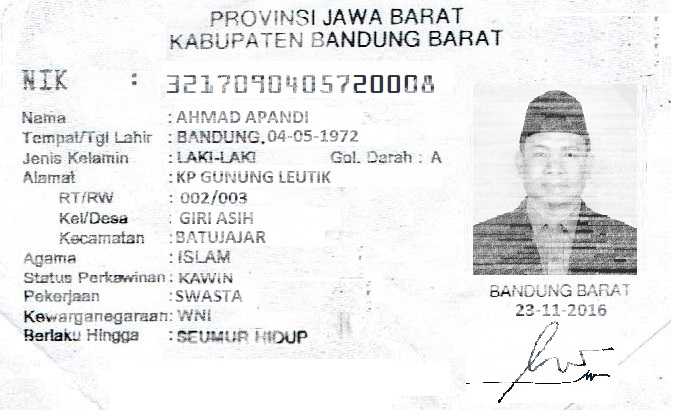 PROVINSI JAWA BARAT
KABUPATEN BANDUNG BARAT
NIK : 3217090405720008
Nama : AHMAD APANDI
Tempat/Tgl Lahir : BANDUNG, 04-05-1972
Jenis Kelamin : LAKI-LAKI Gol. Darah : A
Alamat : KP GUNUNG LEUTIK
RT/RW : 002/003
Kel/Desa : GIRI ASIH
Kecamatan : BATUJAJAR
Agama : ISLAM
Status Perkawinan: KAWIN
Pekerjaan : SWASTA
Kewarganegaraan: WNI
Berlaku Hingga : SEUMUR HIDUP
BANDUNG BARAT
23-11-2016